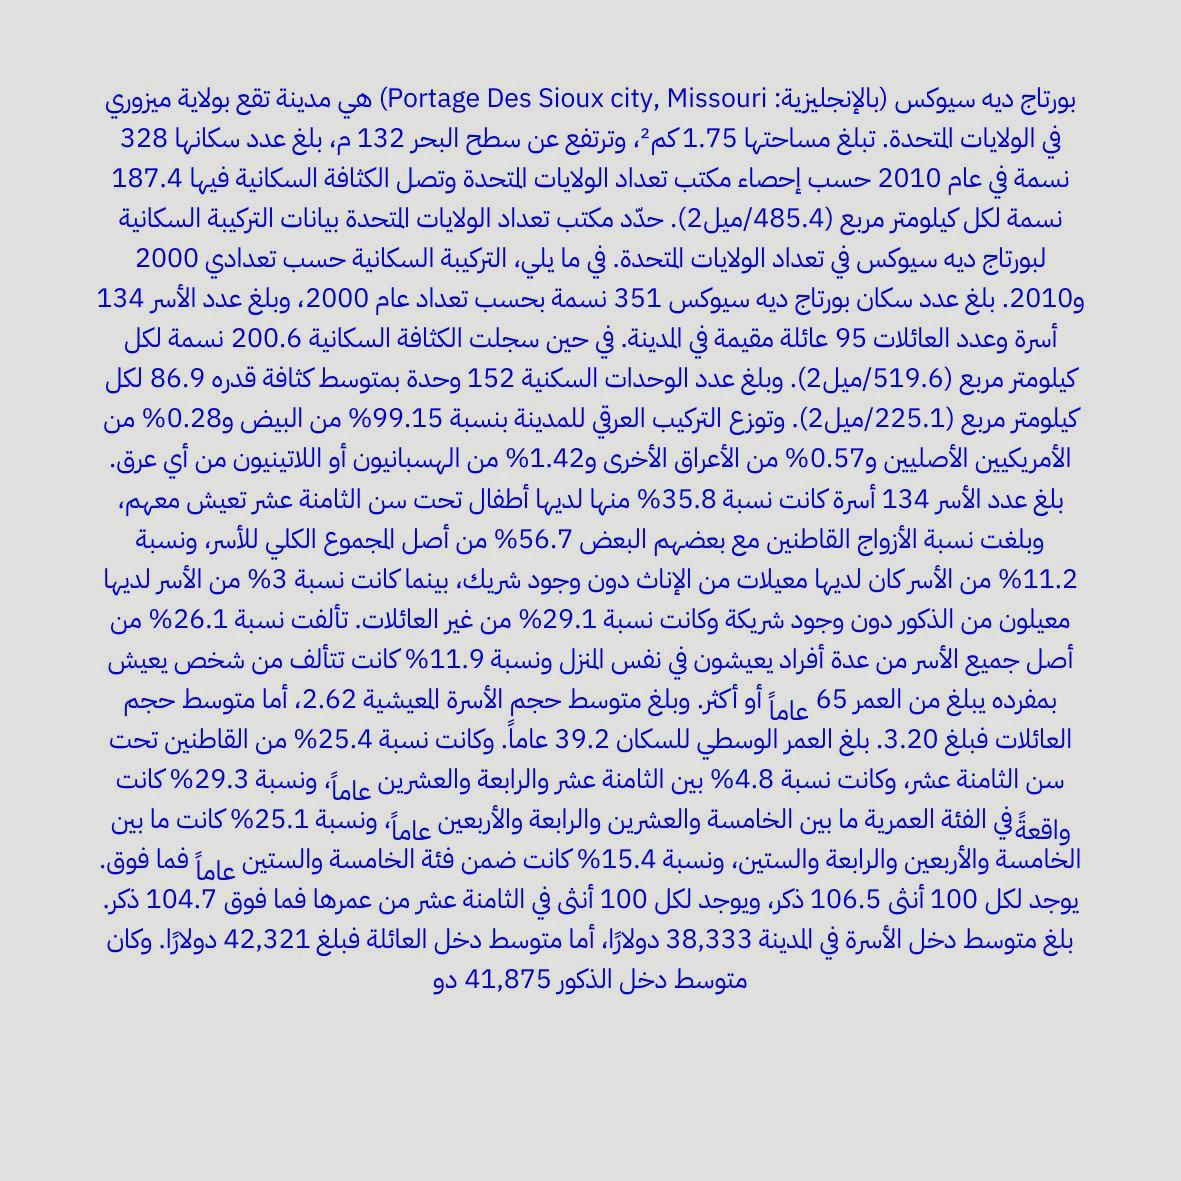 بورتاج ديه سيوكس (بالإنجليزية: Portage Des Sioux city, Missouri) هي مدينة تقع بولاية ميزوري
في الولايات المتحدة. تبلغ مساحتها 1.75 كم²، وترتفع عن سطح البحر 132 م، بلغ عدد سكانها 328
نسمة في عام 2010 حسب إحصاء مكتب تعداد الولايات المتحدة وتصل الكثافة السكانية فيها 187.4
نسمة لكل كيلومتر مربع (485.4/ميل2). حدّد مكتب تعداد الولايات المتحدة بيانات التركيبة السكانية
لبورتاج ديه سيوكس في تعداد الولايات المتحدة. في ما يلي، التركيبة السكانية حسب تعدادي 2000
و2010. بلغ عدد سكان بورتاج ديه سيوكس 351 نسمة بحسب تعداد عام 2000، وبلغ عدد الأسر 134
أسرة وعدد العائلات 95 عائلة مقيمة في المدينة. في حين سجلت الكثافة السكانية 200.6 نسمة لكل
كيلومتر مربع (519.6/ميل2). وبلغ عدد الوحدات السكنية 152 وحدة بمتوسط كثافة قدره 86.9 لكل
كيلومتر مربع (225.1/ميل2). وتوزع التركيب العرقي للمدينة بنسبة 99.15% من البيض و0.28% من
الأمريكيين الأصليين و0.57% من الأعراق الأخرى و1.42% من الهسبانيون أو اللاتينيون من أي عرق.
بلغ عدد الأسر 134 أسرة كانت نسبة 35.8% منها لديها أطفال تحت سن الثامنة عشر تعيش معهم،
وبلغت نسبة الأزواج القاطنين مع بعضهم البعض 56.7% من أصل المجموع الكلي للأسر، ونسبة
11.2% من الأسر كان لديها معيلات من الإناث دون وجود شريك، بينما كانت نسبة 3% من الأسر لديها
معيلون من الذكور دون وجود شريكة وكانت نسبة 29.1% من غير العائلات. تألفت نسبة 26.1% من
أصل جميع الأسر من عدة أفراد يعيشون في نفس المنزل ونسبة 11.9% كانت تتألف من شخص يعيش
بمفرده يبلغ من العمر 65 عاماً أو أكثر. وبلغ متوسط حجم الأسرة المعيشية 2.62، أما متوسط حجم
العائلات فبلغ 3.20. بلغ العمر الوسطي للسكان 39.2 عاماً. وكانت نسبة 25.4% من القاطنين تحت
سن الثامنة عشر، وكانت نسبة 4.8% بين الثامنة عشر والرابعة والعشرين عاماً، ونسبة 29.3% كانت
واقعةً في الفئة العمرية ما بين الخامسة والعشرين والرابعة والأربعين عاماً، ونسبة 25.1% كانت ما بين
الخامسة والأربعين والرابعة والستين، ونسبة 15.4% كانت ضمن فئة الخامسة والستين عاماً فما فوق.
يوجد لكل 100 أنثى 106.5 ذكر، ويوجد لكل 100 أنثى في الثامنة عشر من عمرها فما فوق 104.7 ذكر.
بلغ متوسط دخل الأسرة في المدينة 38,333 دولارًا، أما متوسط دخل العائلة فبلغ 42,321 دولارًا. وكان
متوسط دخل الذكور 41,875 دو